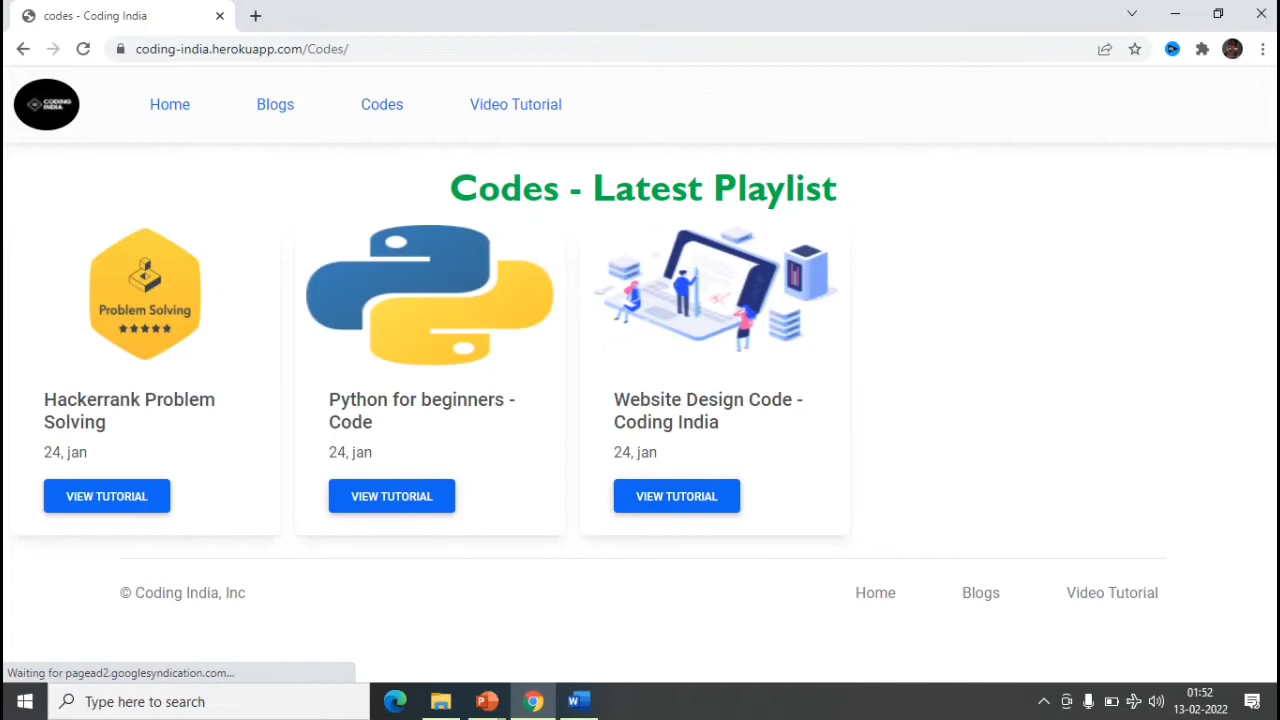 codes - Coding India
coding-india.herokuapp.com/Codes/
CODING
INDIA
Home
Blogs
Codes
Video Tutorial
Codes - Latest Playlist
Problem Solving
Hackerrank Problem
Solving
24, jan
VIEW TUTORIAL
Python for beginners -
Code
24, jan
VIEW TUTORIAL
Website Design Code -
Coding India
24, jan
VIEW TUTORIAL
© Coding India, Inc
Home
Blogs
Video Tutorial
Waiting for pagead2.googlesyndication.com...
Type here to search
01:52
13-02-2022